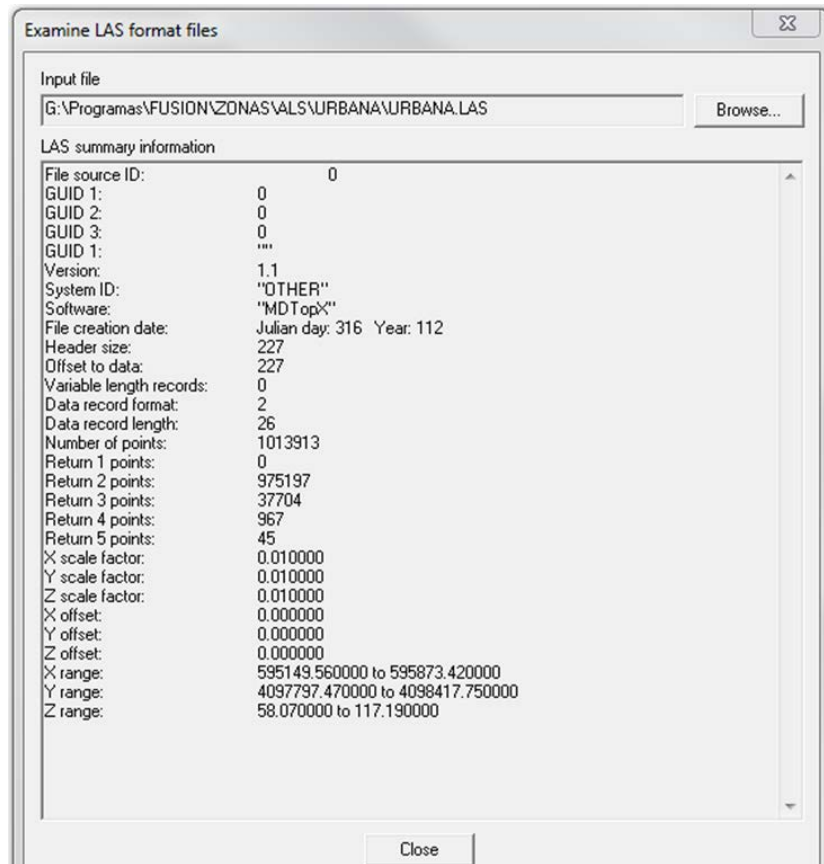 Examine LAS format files
Input file
G:\Programas\FUSION\ZONAS\ALS\URBANA\URBANA.LAS
Browse...
LAS summary information
File source ID: 0
GUID 1: 0
GUID 2: 0
GUID 3: 0
GUID 1: ""
Version: 1.1
System ID: "OTHER"
Software: "MDTopX"
File creation date: Julian day: 316 Year: 112
Header size: 227
Offset to data: 227
Variable length records: 0
Data record format: 2
Data record length: 26
Number of points: 1013913
Return 1 points: 0
Return 2 points: 975197
Return 3 points: 37704
Return 4 points: 967
Return 5 points: 45
X scale factor: 0.010000
Y scale factor: 0.010000
Z scale factor: 0.010000
X offset: 0.000000
Y offset: 0.000000
Z offset: 0.000000
X range: 595149.560000 to 595873.420000
Y range: 4097797.470000 to 4098417.750000
Z range: 58.070000 to 117.190000
Close